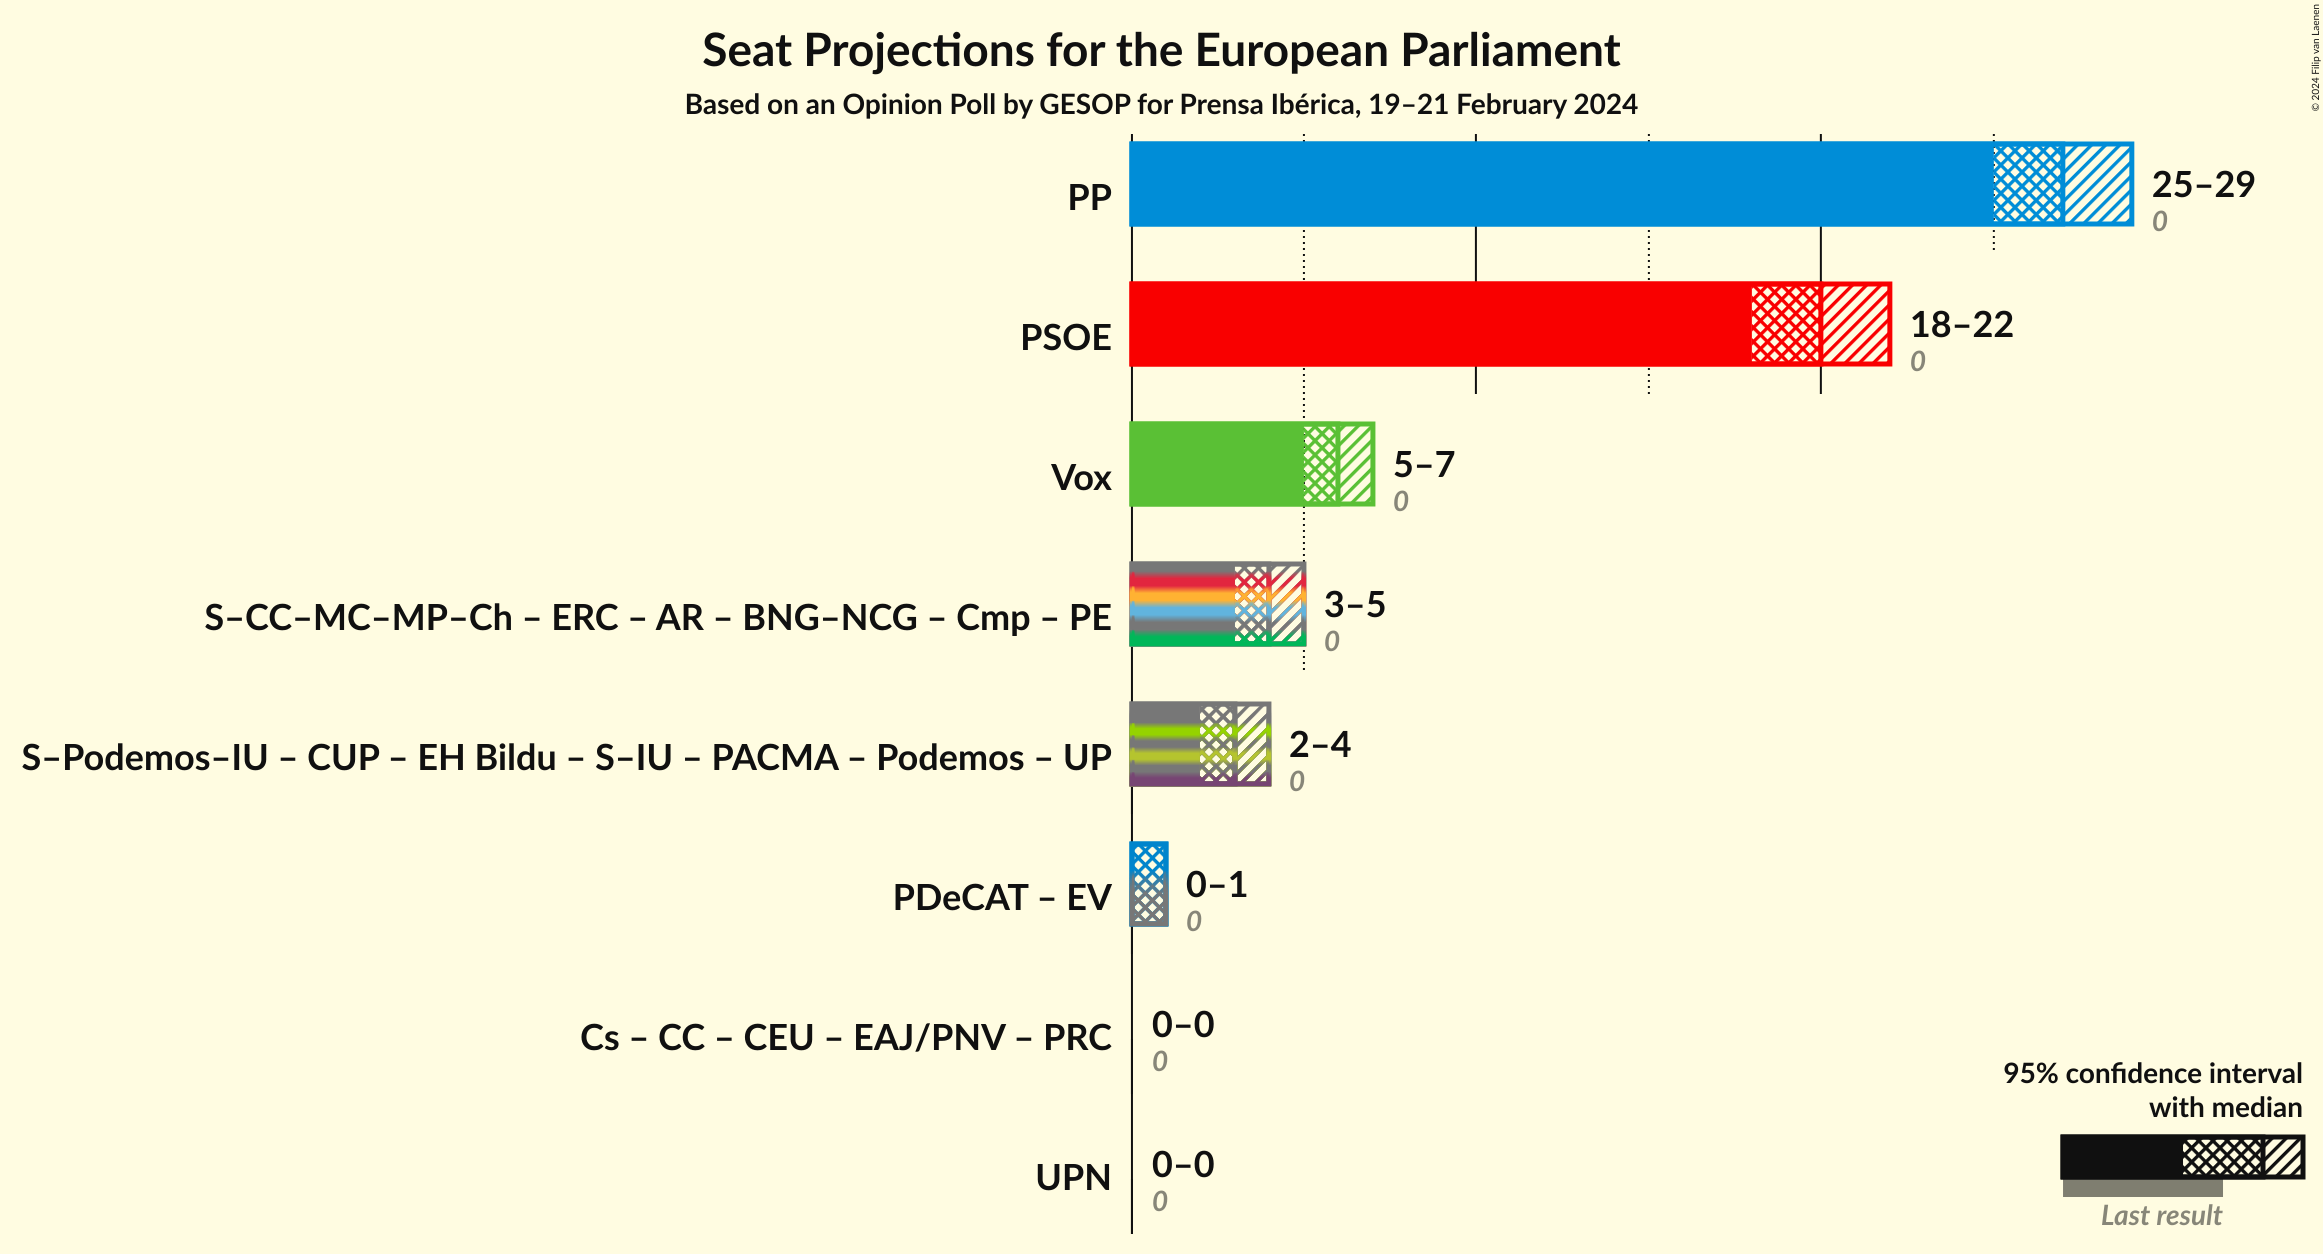 Seat Projections for the European Parliament
Based on an Opinion Poll by GESOP for Prensa Ibérica, 19–21 February 2024
© 2024 Filip van Laenen
PP
25–29
0
PSOE
18–22
0
Vox
5–7
0
S–CC–MC–MP–Ch – ERC – AR – BNG–NCG – Cmp – PE
3–5
0
S–Podemos–IU – CUP – EH Bildu – S–IU – PACMA – Podemos – UP
2–4
0
PDeCAT – EV
0–1
0
Cs – CC – CEU – EAJ/PNV – PRC
0–0
0
UPN
0–0
0
95% confidence interval
with median
Last result